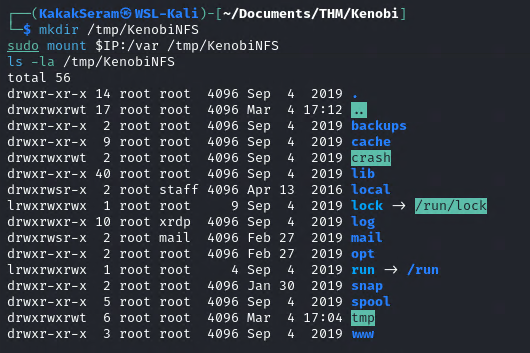 ┌──(KakakSeram㉿WSL-Kali)-[~/Documents/THM/Kenobi]
└─$ mkdir /tmp/KenobiNFS
sudo mount $IP:/var /tmp/KenobiNFS
ls -la /tmp/KenobiNFS
total 56
drwxr-xr-x 14 root root  4096 Sep  4  2019 .
drwxrwxrwt 17 root root  4096 Mar  4 17:12 ..
drwxr-xr-x  2 root root  4096 Sep  4  2019 backups
drwxr-xr-x  9 root root  4096 Sep  4  2019 cache
drwxrwxrwt  2 root root  4096 Sep  4  2019 crash
drwxr-xr-x 40 root root  4096 Sep  4  2019 lib
drwxrwsr-x  2 root staff 4096 Apr 13  2016 local
lrwxrwxrwx  1 root root     9 Sep  4  2019 lock -> /run/lock
drwxrwxr-x 10 root xrdp  4096 Sep  4  2019 log
drwxrwsr-x  2 root mail  4096 Feb 27  2019 mail
drwxr-xr-x  2 root root  4096 Feb 27  2019 opt
lrwxrwxrwx  1 root root     4 Sep  4  2019 run -> /run
drwxr-xr-x  2 root root  4096 Jan 30  2019 snap
drwxr-xr-x  5 root root  4096 Sep  4  2019 spool
drwxrwxrwt  6 root root  4096 Mar  4 17:04 tmp
drwxr-xr-x  3 root root  4096 Sep  4  2019 www